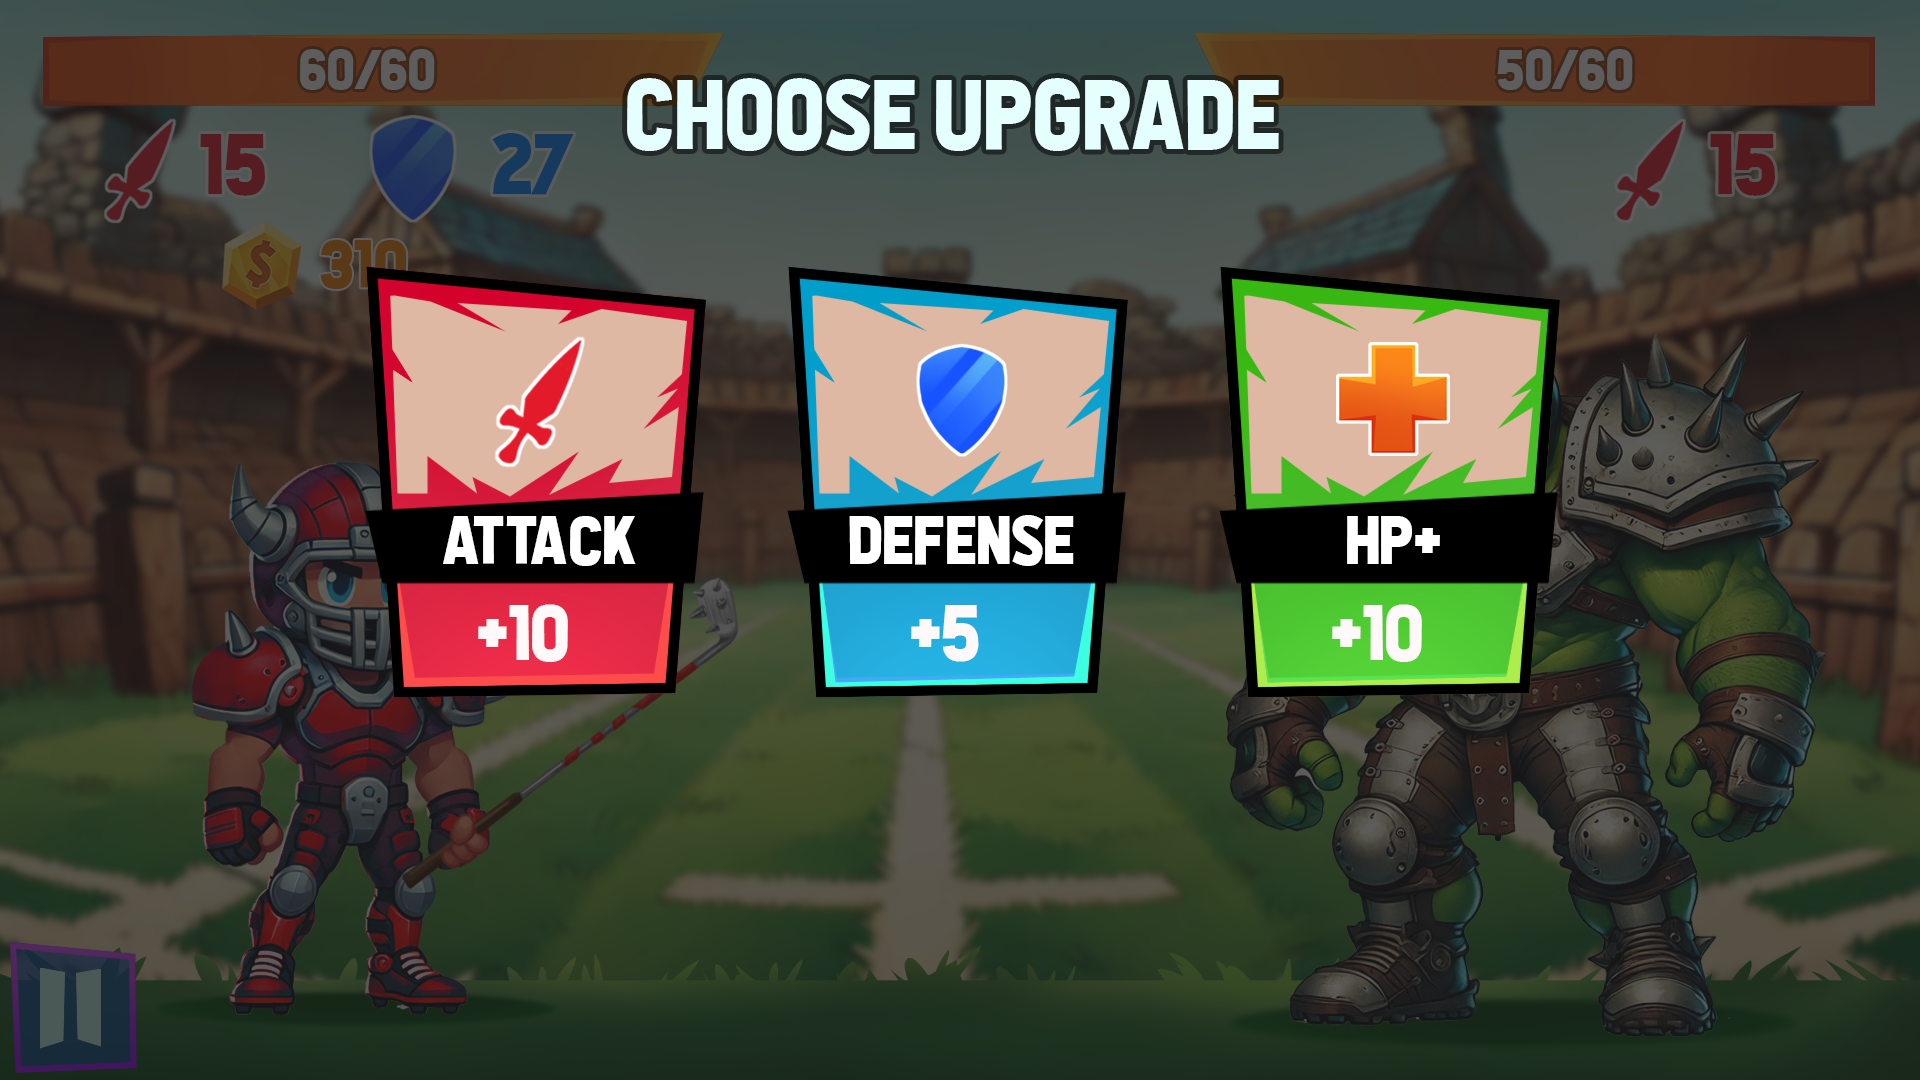 60/60
50/60
CHOOSE UPGRADE
15
27
15
$ 310
ATTACK
DEFENSE
HP+
+10
+5
+10